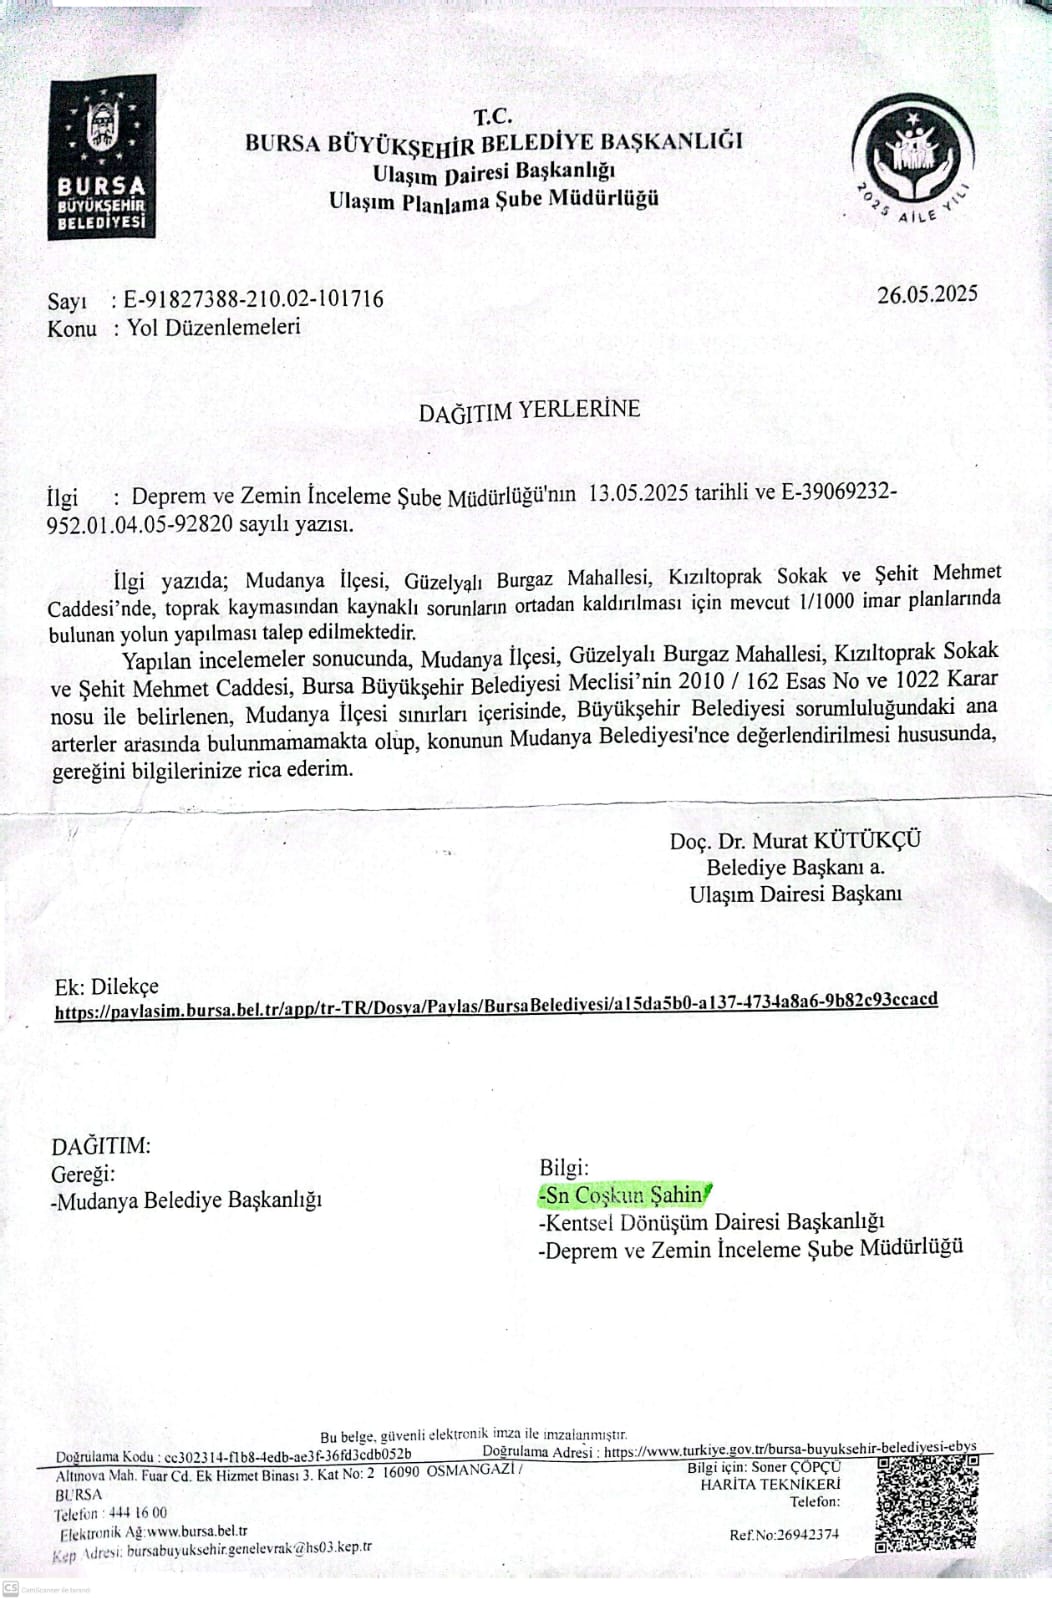 BURSA
BÜYÜKŞEHİR
BELEDİYESİ
T.C.
BURSA BÜYÜKŞEHİR BELEDİYE BAŞKANLIĞI
Ulaşım Dairesi Başkanlığı
Ulaşım Planlama Şube Müdürlüğü
2025 AİLE YILI
Sayı : E-91827388-210.02-101716
26.05.2025
Konu : Yol Düzenlemeleri
DAĞITIM YERLERİNE
İlgi : Deprem ve Zemin İnceleme Şube Müdürlüğü'nün 13.05.2025 tarihli ve E-39069232-
952.01.04.05-92820 sayılı yazısı.
İlgi yazıda; Mudanya İlçesi, Güzelyalı Burgaz Mahallesi, Kızıltoprak Sokak ve Şehit Mehmet
Caddesi'nde, toprak kaymasından kaynaklı sorunların ortadan kaldırılması için mevcut 1/1000 imar planlarında
bulunan yolun yapılması talep edilmektedir.
Yapılan incelemeler sonucunda, Mudanya İlçesi, Güzelyalı Burgaz Mahallesi, Kızıltoprak Sokak
ve Şehit Mehmet Caddesi, Bursa Büyükşehir Belediyesi Meclisi'nin 2010 / 162 Esas No ve 1022 Karar
nosu ile belirlenen, Mudanya İlçesi sınırları içerisinde, Büyükşehir Belediyesi sorumluluğundaki ana
arterler arasında bulunmamamakta olup, konunun Mudanya Belediyesi'nce değerlendirilmesi hususunda,
gereğini bilgilerinize rica ederim.
Doç. Dr. Murat KÜTÜKÇÜ
Belediye Başkanı a.
Ulaşım Dairesi Başkanı
Ek: Dilekçe
https://paylasim.bursa.bel.tr/app/tr-TR/Dosya/Paylas/BursaBelediyesi/a15da5b0-a137-4734a8a6-9b82c93ccacd
DAĞITIM:
Gereği:
-Mudanya Belediye Başkanlığı
Bilgi:
-Sn Coşkun Şahin
-Kentsel Dönüşüm Dairesi Başkanlığı
-Deprem ve Zemin İnceleme Şube Müdürlüğü
Bu belge, güvenli elektronik imza ile imzalanmıştır.
Doğrulama Kodu : cc302314-f1b8-4edb-ae3f-36fd3cdb052b
Doğrulama Adresi : https://www.turkiye.gov.tr/bursa-buyuksehir-belediyesi-ebys
Altınova Mah. Fuar Cd. Ek Hizmet Binası 3. Kat No: 2 16090 OSMANGAZİ /
BURSA
Telefon : 444 16 00
Elektronik Ağ:www.bursa.bel.tr
Kep Adresi: bursabuyuksehir.genelevrak@hs03.kep.tr
Bilgi için: Soner ÇÖPÇÜ
HARİTA TEKNİKERİ
Telefon:
Ref.No:26942374
CS CamScanner ile tarandı